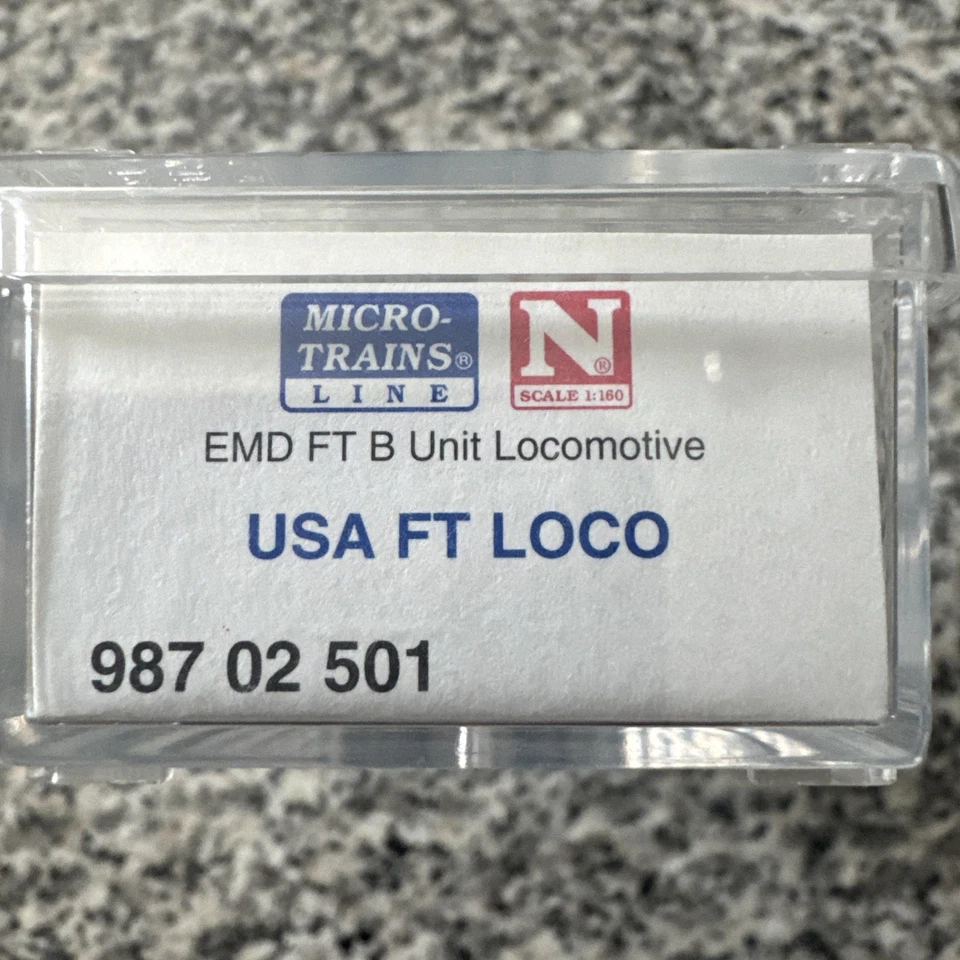 MICRO-
TRAINS®
LINE
N®
SCALE 1:160
EMD FT B Unit Locomotive
USA FT LOCO
987 02 501